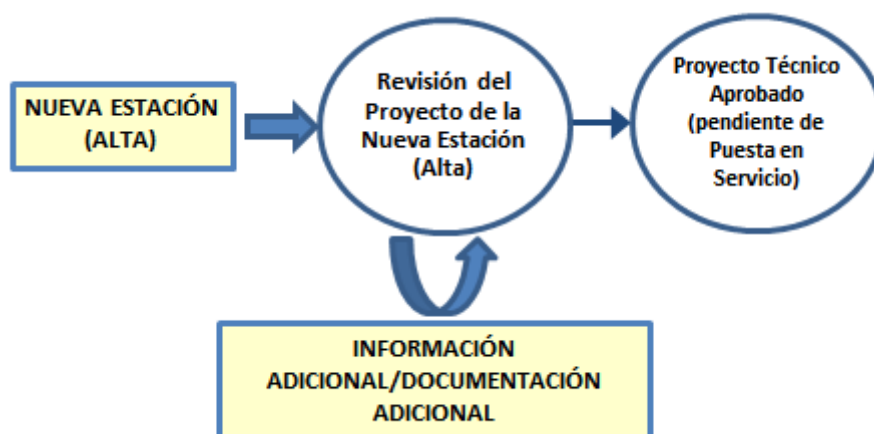 NUEVA ESTACIÓN
(ALTA)
Revisión del
Proyecto de la
Nueva Estación
(Alta)
Proyecto Técnico
Aprobado
(pendiente de
Puesta en
Servicio)
INFORMACIÓN
ADICIONAL/DOCUMENTACIÓN
ADICIONAL